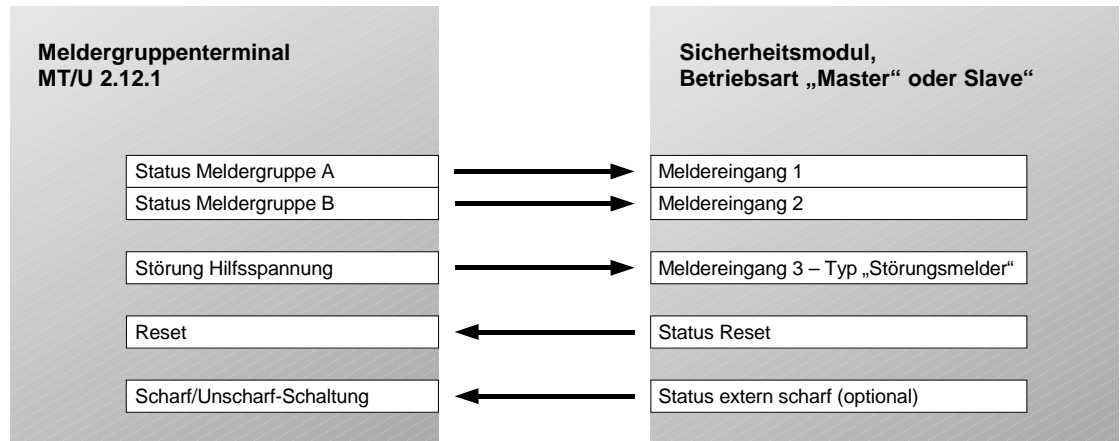 Meldergruppenterminal
MT/U 2.12.1
Sicherheitsmodul,
Betriebsart „Master“ oder Slave“
Status Meldergruppe A
Meldereingang 1
Status Meldergruppe B
Meldereingang 2
Störung Hilfsspannung
Meldereingang 3 – Typ „Störungsmelder“
Reset
Status Reset
Scharf/Unscharf-Schaltung
Status extern scharf (optional)